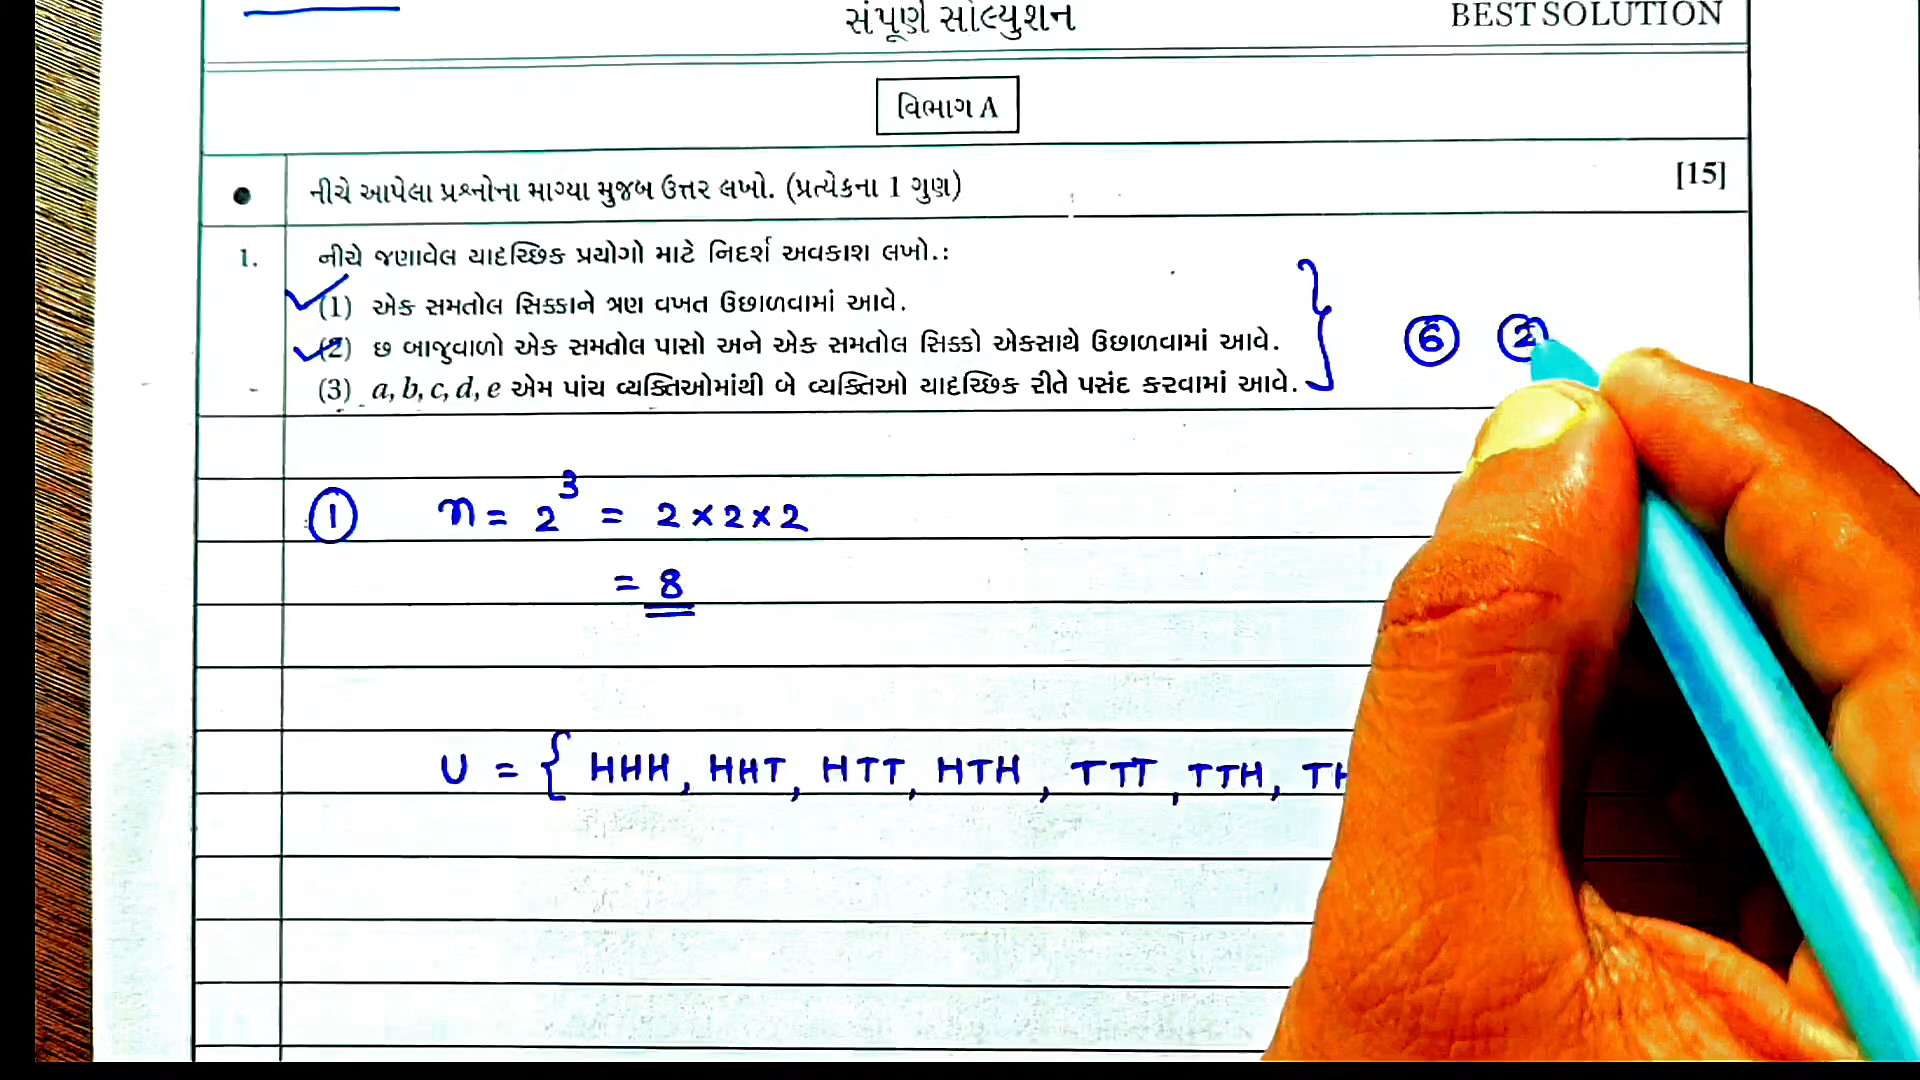 સંપૂર્ણ સોલ્યુશન BEST SOLUTION
વિભાગ A
નીચે આપેલા પ્રશ્નોના માગ્યા મુજબ ઉત્તર લખો. (પ્રત્યેકના 1 ગુણ) [15]
1. નીચે જણાવેલ યાદચ્છિક પ્રયોગો માટે નિદર્શ અવકાશ લખો.:
(1) એક સમતોલ સિક્કાને ત્રણ વખત ઉછાળવામાં આવે.
(2) છ બાજુવાળો એક સમતોલ પાસો અને એક સમતોલ સિક્કો એકસાથે ઉછાળવામાં આવે. 6 2
(3) a, b, c, d, e એમ પાંચ વ્યક્તિઓમાંથી બે વ્યક્તિઓ યાદચ્છિક રીતે પસંદ કરવામાં આવે.
1 n = 2³ = 2 × 2 × 2
= 8
U = { HHH, HHT, HTT, HTH, TTT, TTH,